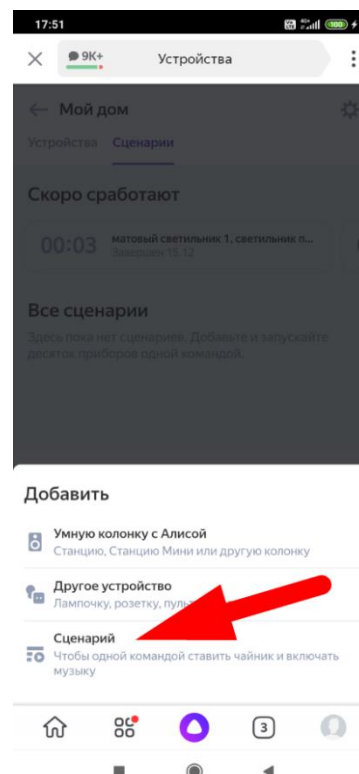 17:51
100
9K+
Устройства
Мой дом
Устройства Сценарии
Скоро сработают
00:03
матовый светильник 1, светильник п...
Завершен 15:12
Все сценарии
Здесь пока нет сценариев. Добавьте и запускайте
десяток приборов одной командой.
Добавить
Умную колонку с Алисой
Станцию, Станцию Мини или другую колонку
Другое устройство
Лампочку, розетку,
Сценарий
Чтобы одной командой ставить чайник и включать
музыку
3